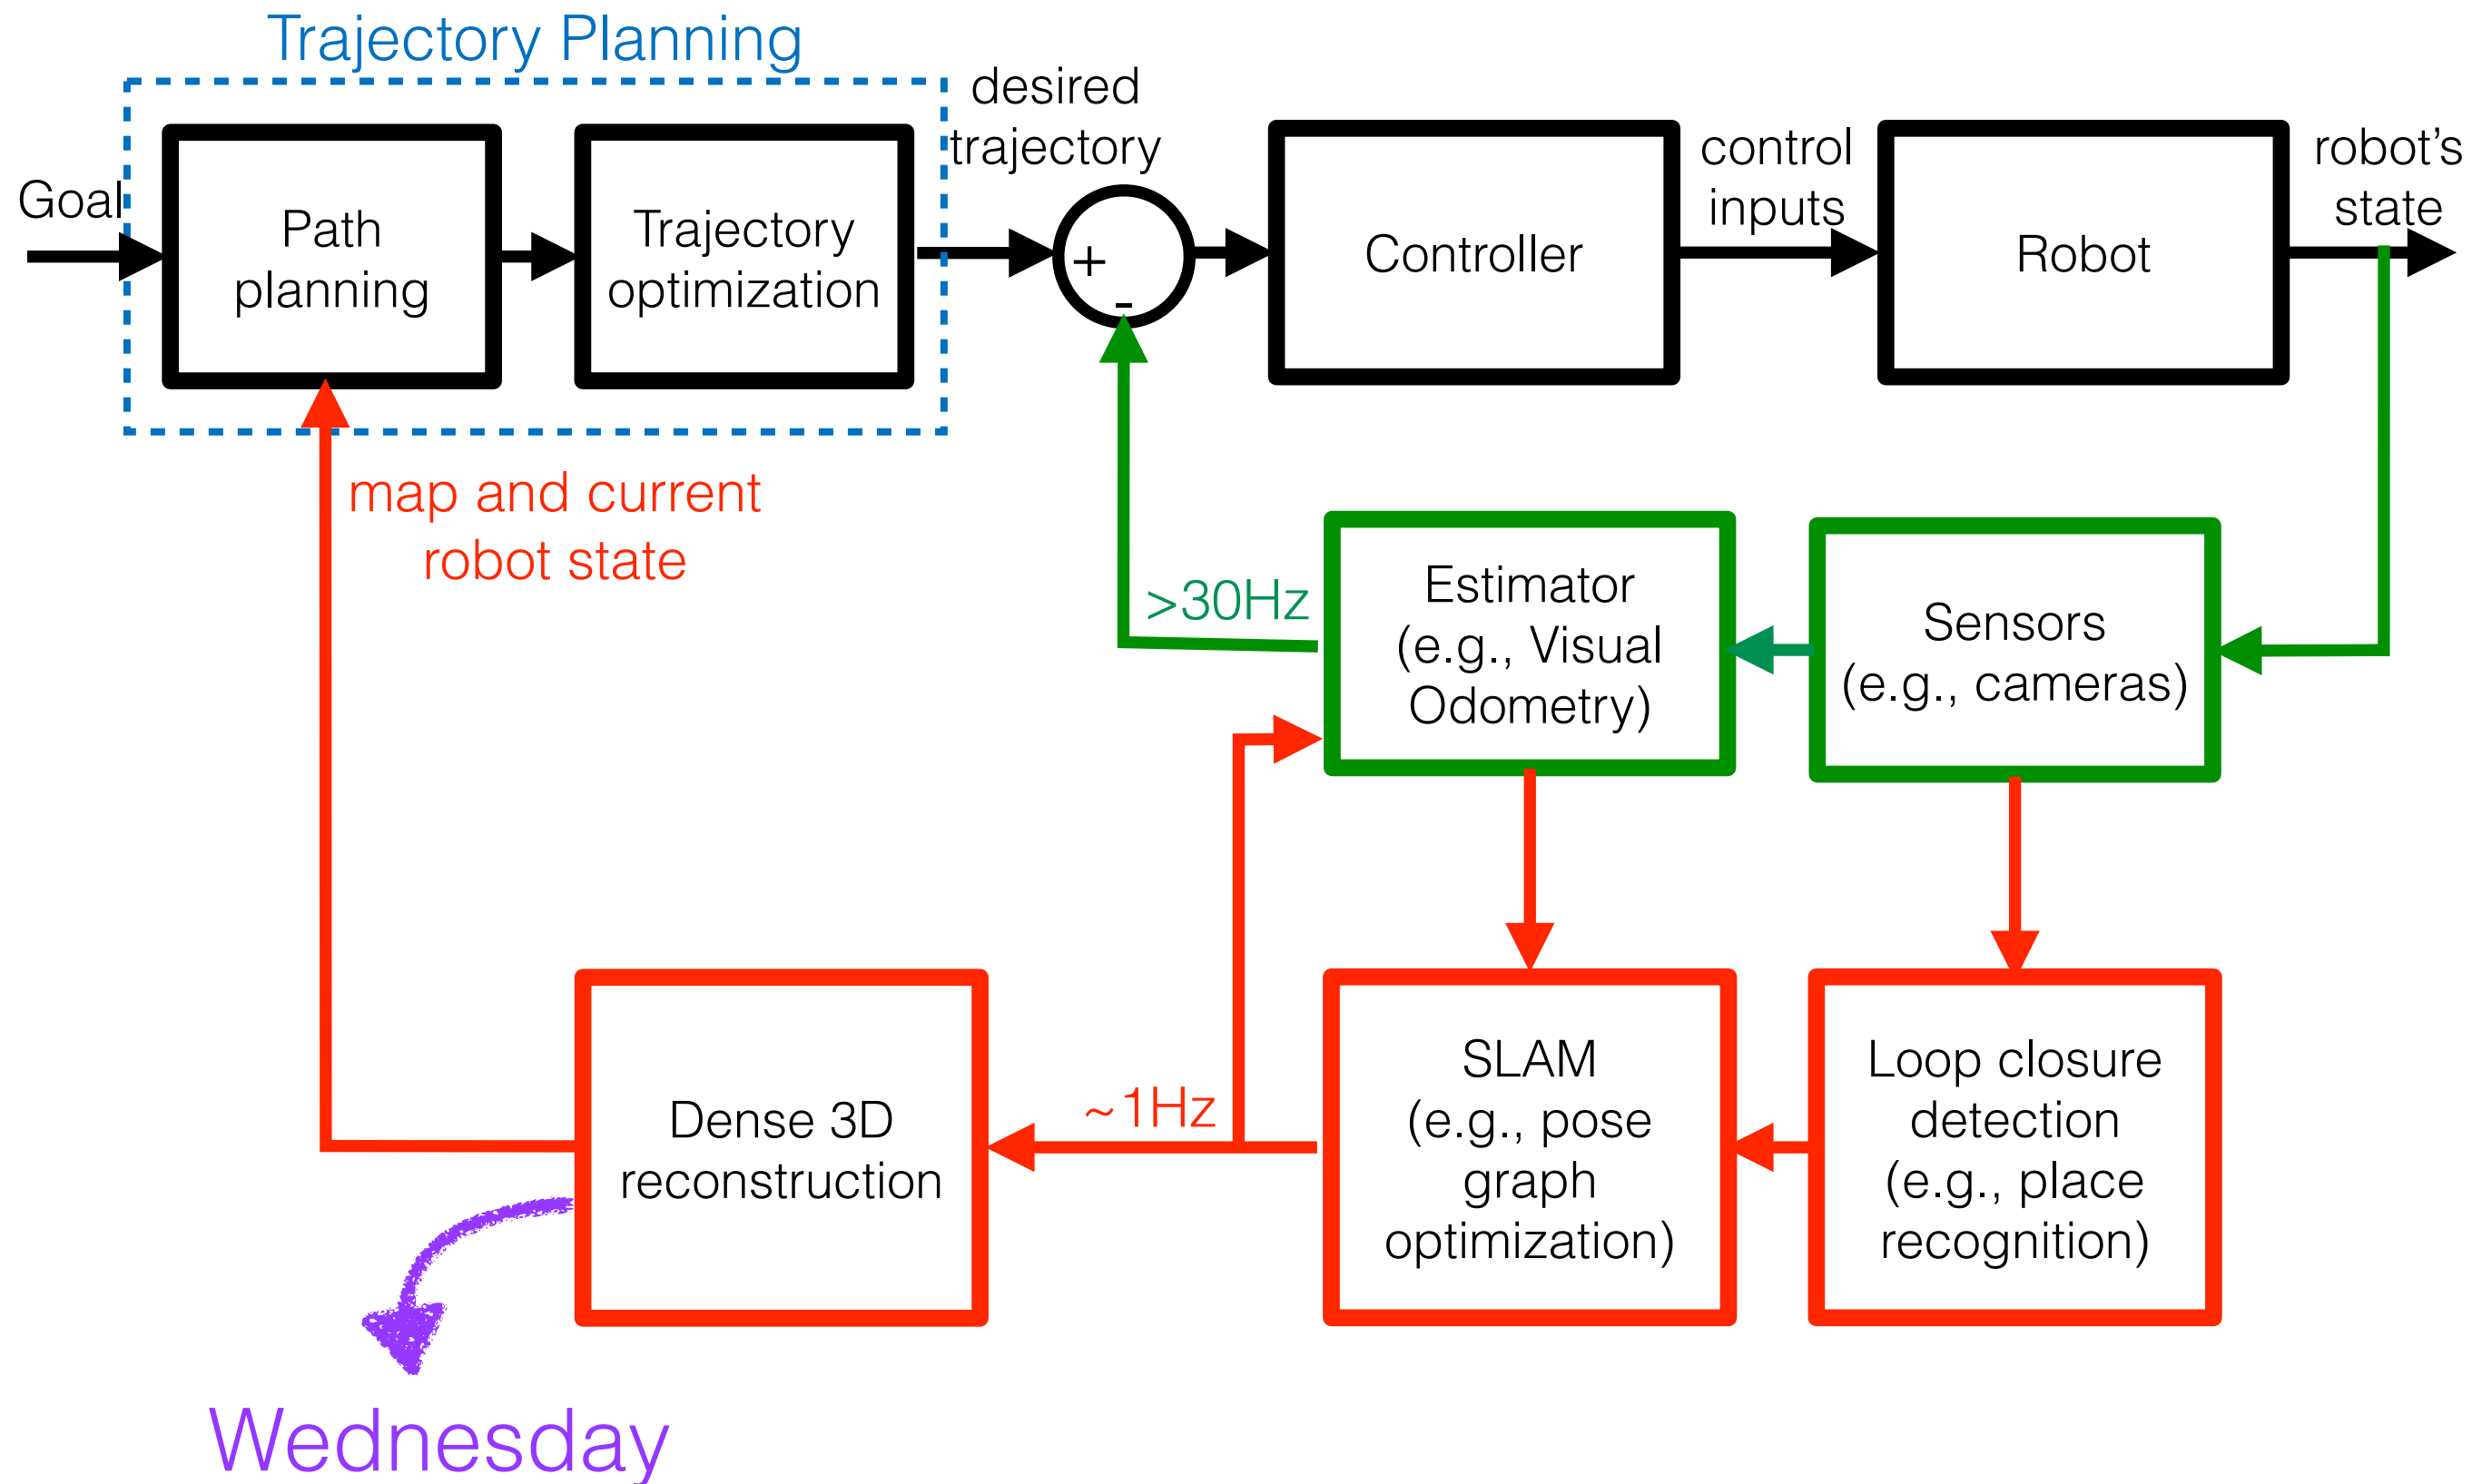 Trajectory Planning
desired
trajectory
control
inputs
robot's
state
Goal
Path
planning
Trajectory
optimization
+
-
Controller
Robot
map and current
robot state
>30Hz
Estimator
(e.g., Visual
Odometry)
Sensors
(e.g., cameras)
Dense 3D
reconstruction
~1Hz
SLAM
(e.g., pose
graph
optimization)
Loop closure
detection
(e.g., place
recognition)
Wednesday